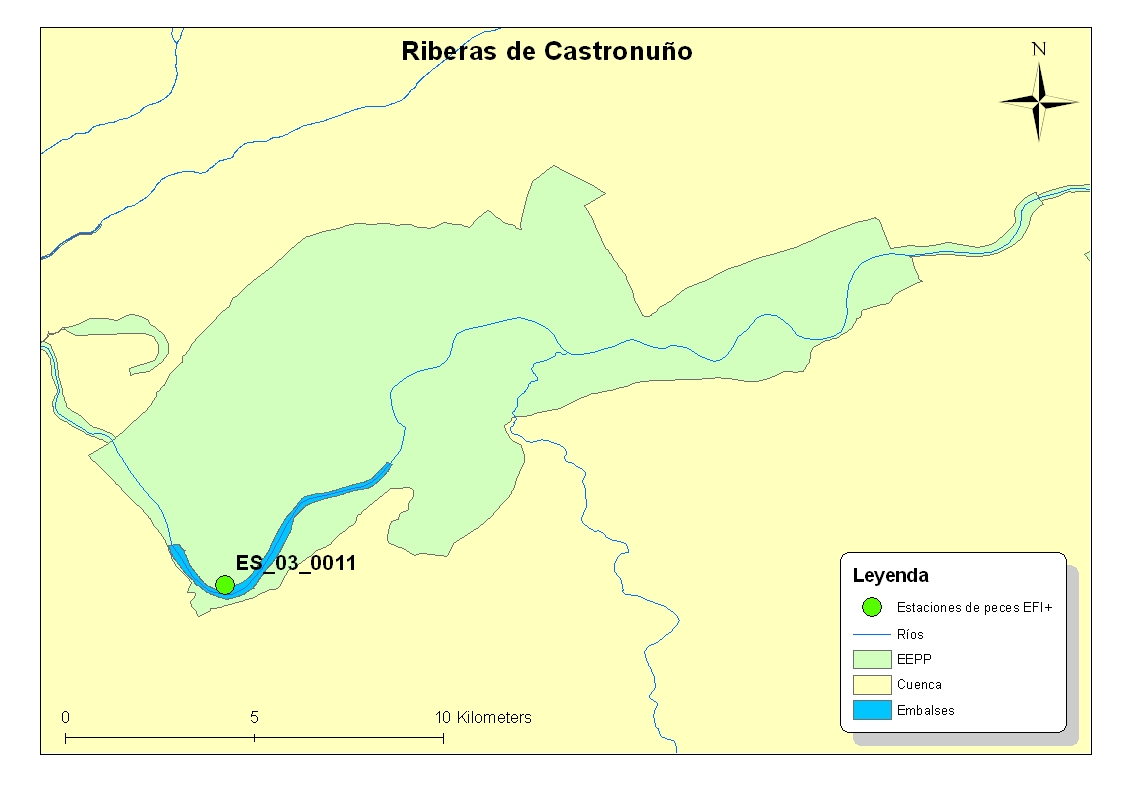 Riberas de Castronuño
N
ES_03_0011
Leyenda
Estaciones de peces EFI+
Ríos
EEPP
Cuenca
Embalses
0 5 10 Kilometers